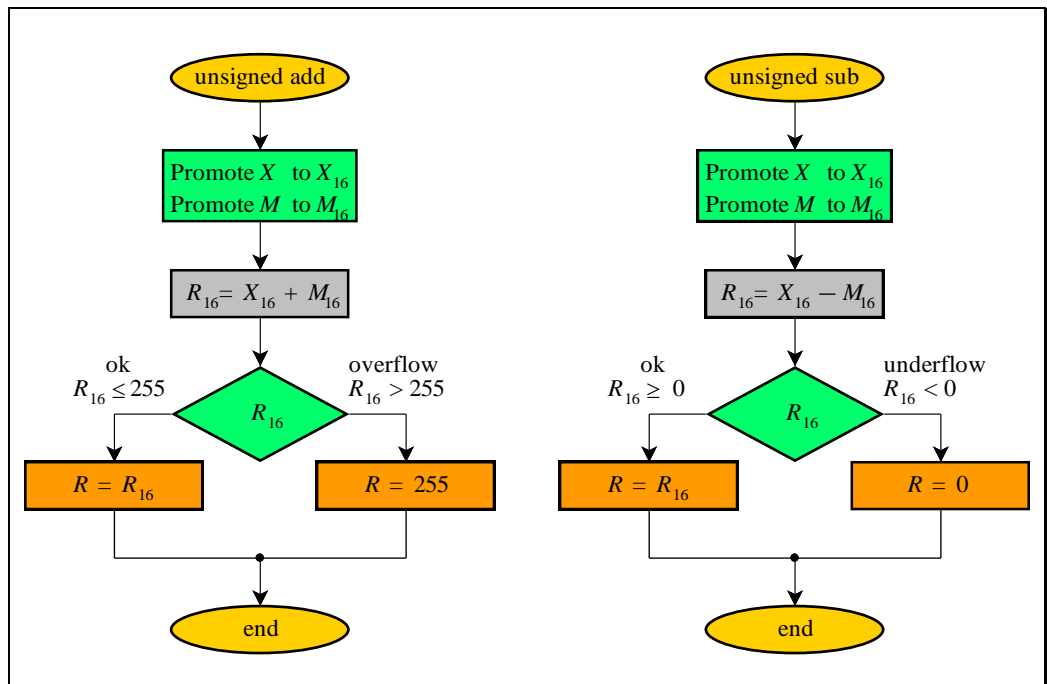 unsigned add
Promote X to X16
Promote M to M16
R16 = X16 + M16
ok
R16 ≤ 255
overflow
R16 > 255
R16
R = R16
R = 255
end
unsigned sub
Promote X to X16
Promote M to M16
R16 = X16 − M16
ok
R16 ≥ 0
underflow
R16 < 0
R16
R = R16
R = 0
end